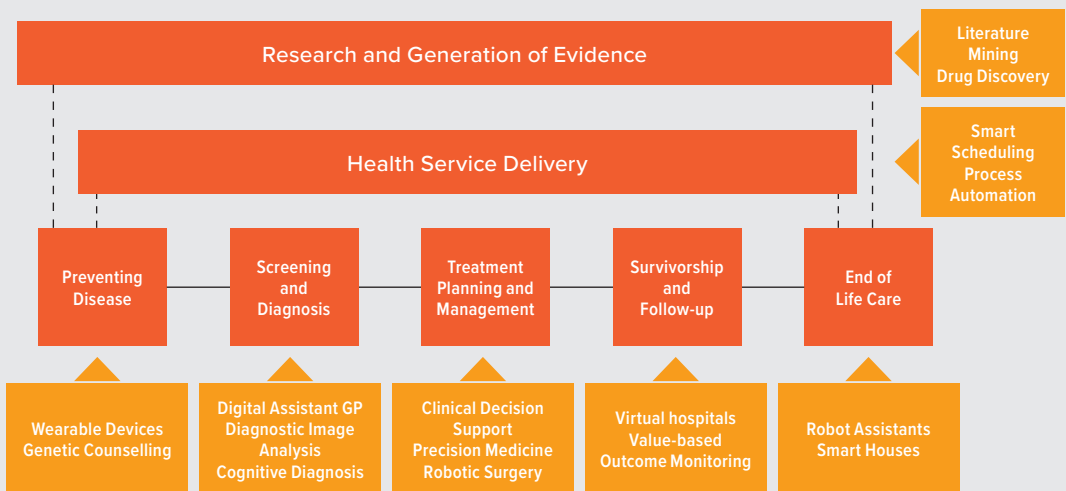 Research and Generation of Evidence
Literature
Mining
Drug Discovery
Health Service Delivery
Smart
Scheduling
Process
Automation
Preventing
Disease
Screening
and
Diagnosis
Treatment
Planning and
Management
Survivorship
and
Follow-up
End of
Life Care
Wearable Devices
Genetic Counselling
Digital Assistant GP
Diagnostic Image
Analysis
Cognitive Diagnosis
Clinical Decision
Support
Precision Medicine
Robotic Surgery
Virtual hospitals
Value-based
Outcome Monitoring
Robot Assistants
Smart Houses